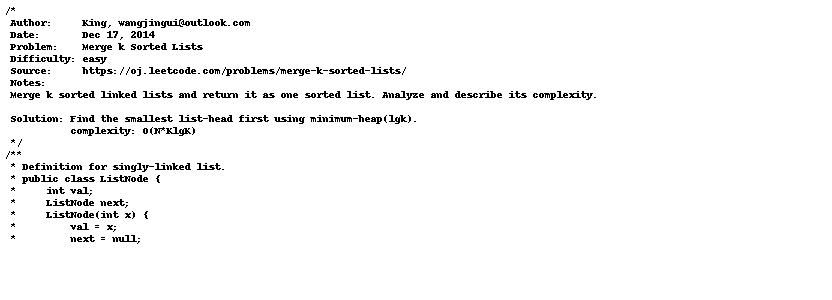 /*
 Author:     King, wangjingui@outlook.com
 Date:       Dec 17, 2014
 Problem:    Merge k Sorted Lists
 Difficulty: easy
 Source:     https://oj.leetcode.com/problems/merge-k-sorted-lists/
 Notes:
 Merge k sorted linked lists and return it as one sorted list. Analyze and describe its complexity.
 Solution: Find the smallest list-head first using minimum-heap(lgk).
           complexity: O(N*KlgK)
 */
/**
 * Definition for singly-linked list.
 * public class ListNode {
 *     int val;
 *     ListNode next;
 *     ListNode(int x) {
 *         val = x;
 *         next = null;